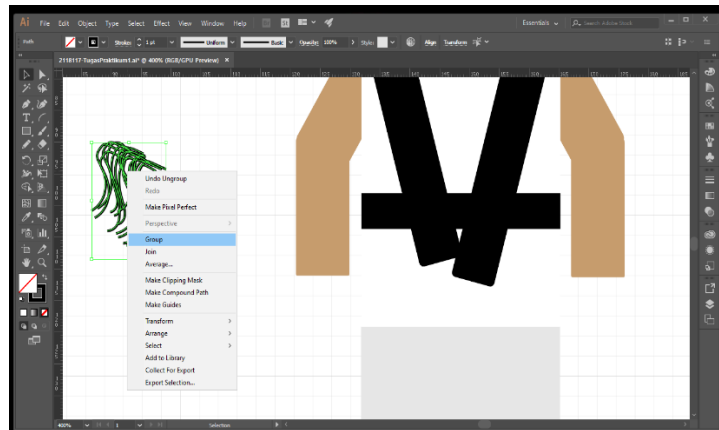 Ai File Edit Object Type Select Effect View Window Help St Essentials Search Adobe Stock
Path Stroke: 1 pt Uniform Basic Opacity: 100% Style: Align Transform
2118117-TugasPraktikum1.ai* @ 400% (RGB/GPU Preview) ×
Undo Ungroup
Redo
Make Pixel Perfect
Perspective
Group
Join
Average...
Make Clipping Mask
Make Compound Path
Make Guides
Transform
Arrange
Select
Add to Library
Collect For Export
Export Selection...
400% 1 Selection